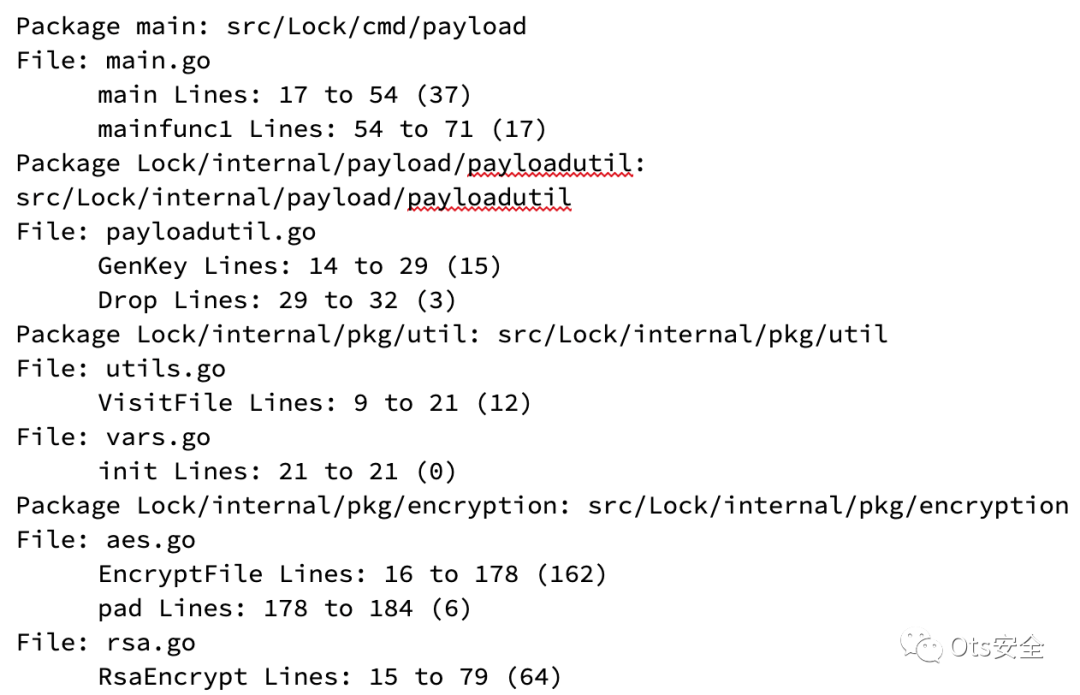 Package main: src/Lock/cmd/payload
File: main.go
main Lines: 17 to 54 (37)
mainfunc1 Lines: 54 to 71 (17)
Package Lock/internal/payload/payloadutil:
src/Lock/internal/payload/payloadutil
File: payloadutil.go
GenKey Lines: 14 to 29 (15)
Drop Lines: 29 to 32 (3)
Package Lock/internal/pkg/util: src/Lock/internal/pkg/util
File: utils.go
VisitFile Lines: 9 to 21 (12)
File: vars.go
init Lines: 21 to 21 (0)
Package Lock/internal/pkg/encryption: src/Lock/internal/pkg/encryption
File: aes.go
EncryptFile Lines: 16 to 178 (162)
pad Lines: 178 to 184 (6)
File: rsa.go
Ots安全
RsaEncrypt Lines: 15 to 79 (64)